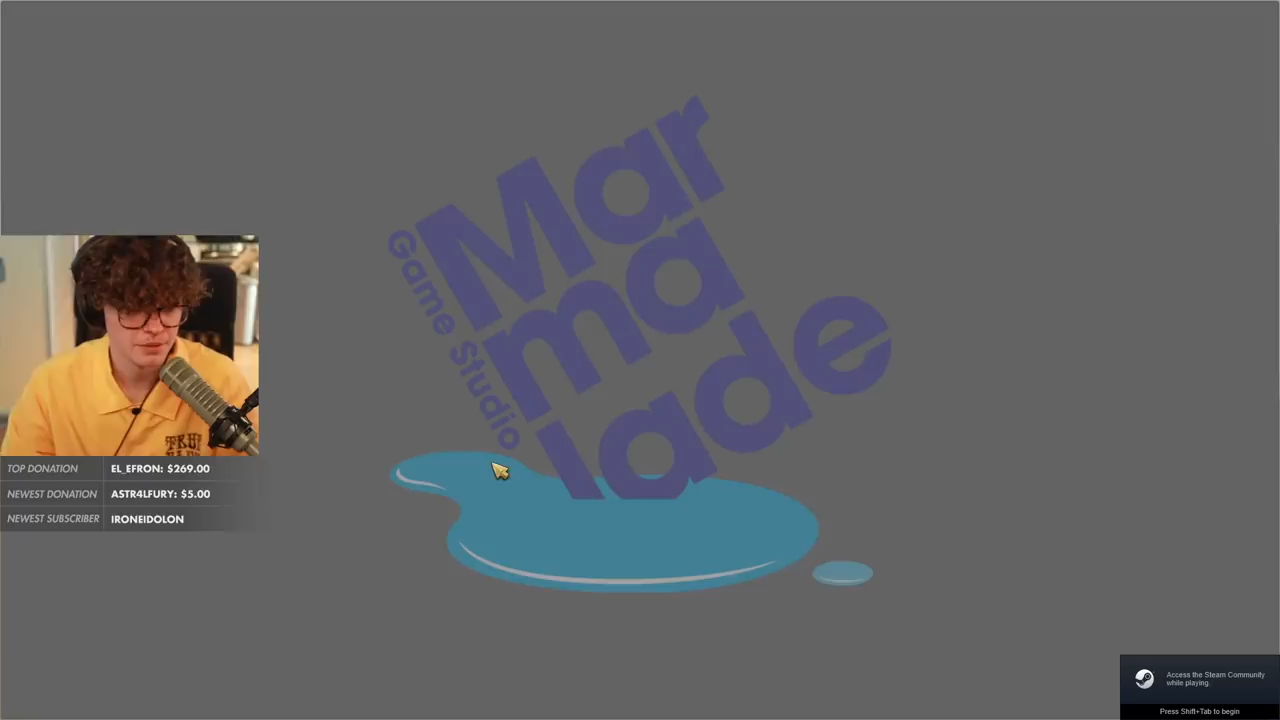 Mar
ma
lade
Game Studio
TOP DONATION EL_EFRON: $269.00
NEWEST DONATION ASTR4LFURY: $5.00
NEWEST SUBSCRIBER IRONEIDOLON
Access the Steam Community
while playing.
Press Shift+Tab to begin